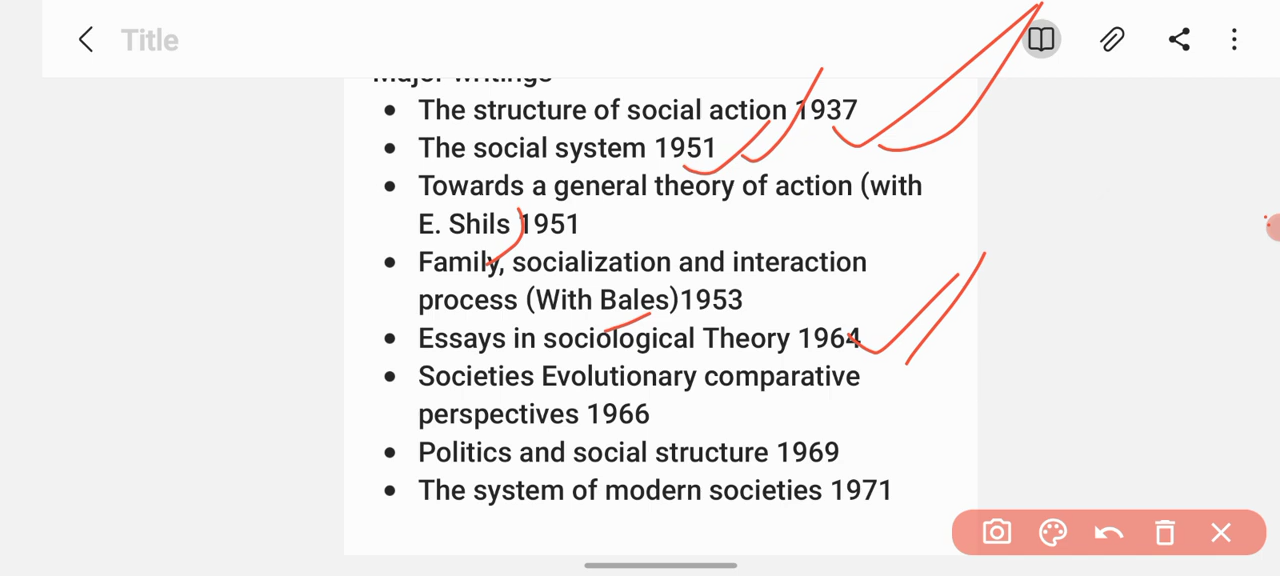 Title
Major writings
The structure of social action 1937
The social system 1951
Towards a general theory of action (with
E. Shils )1951
Family, socialization and interaction
process (With Bales)1953
Essays in sociological Theory 1964
Societies Evolutionary comparative
perspectives 1966
Politics and social structure 1969
The system of modern societies 1971